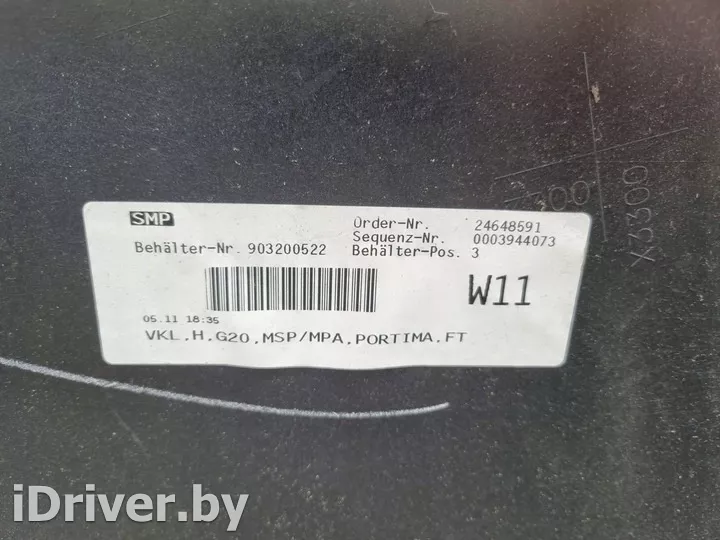 SMP
Order-Nr. 24648591
Sequenz-Nr. 0003944073
Behälter-Nr. 903200522 Behälter-Pos. 3
W11
05.11 18:35
VKL.H.G20.MSP/MPA.PORTIMA.FT
300
X3300
iDriver.by